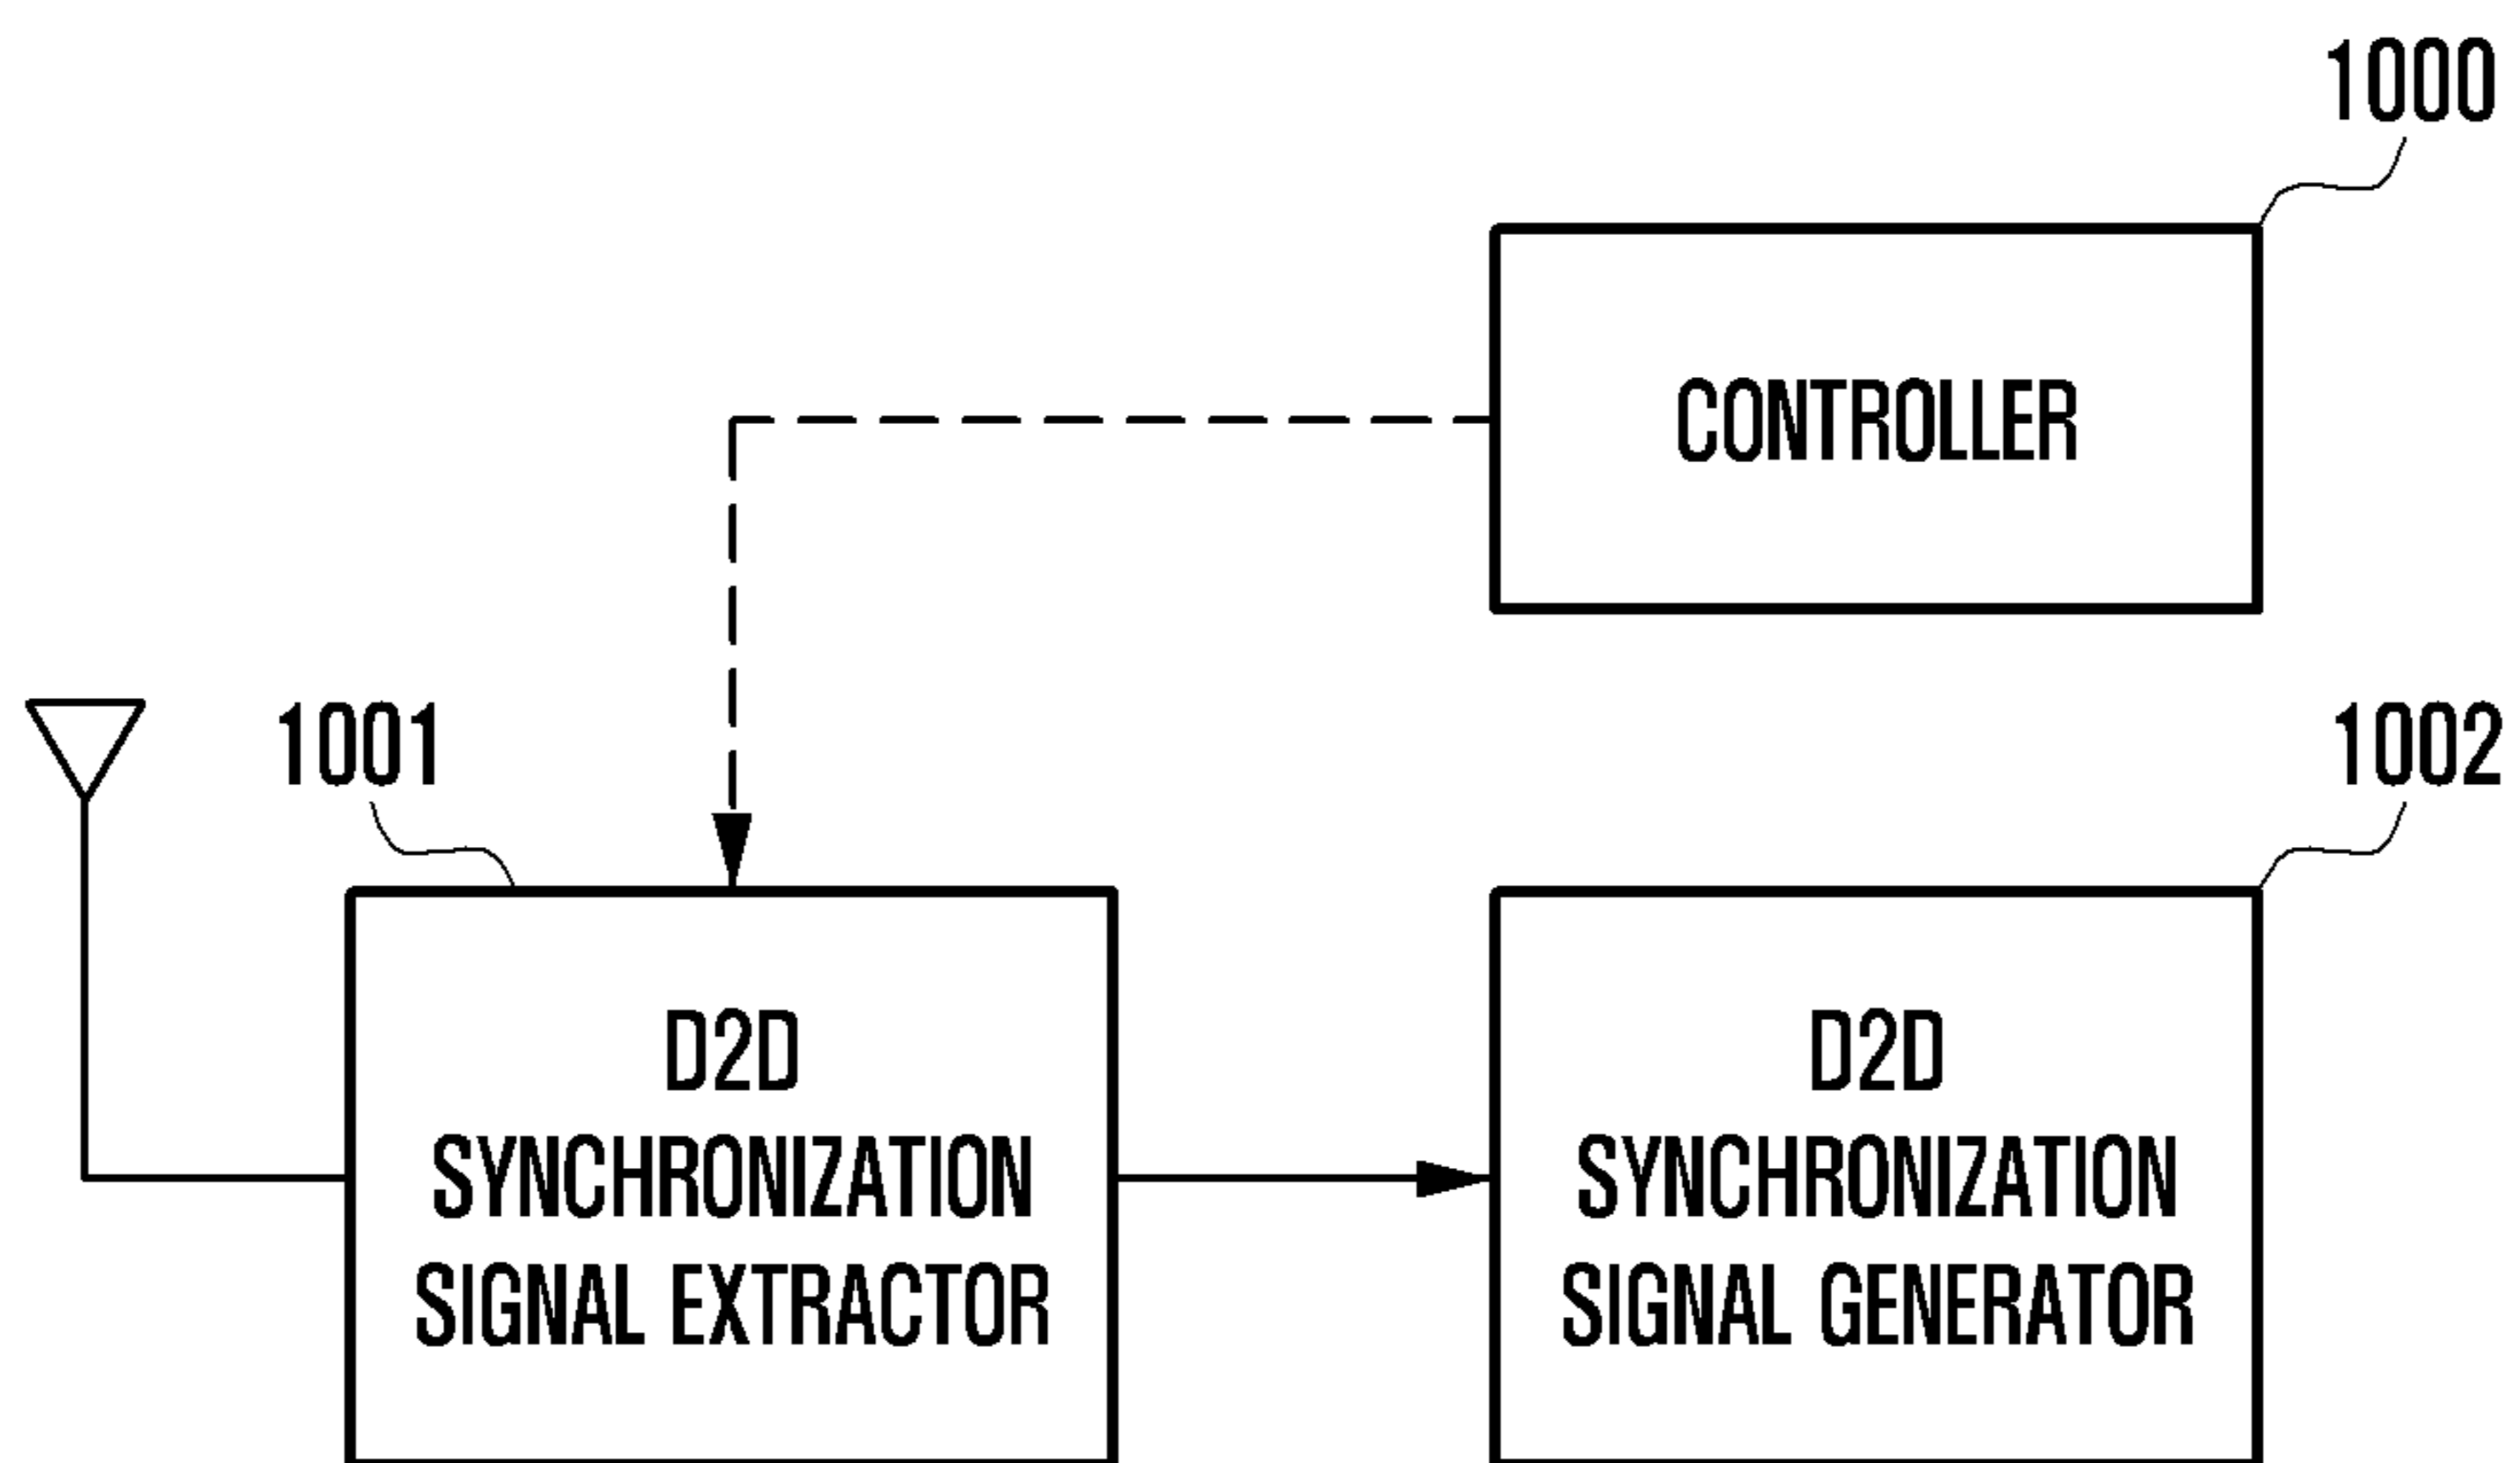 1000
CONTROLLER
1001
1002
D2D
SYNCHRONIZATION
SIGNAL EXTRACTOR
D2D
SYNCHRONIZATION
SIGNAL GENERATOR